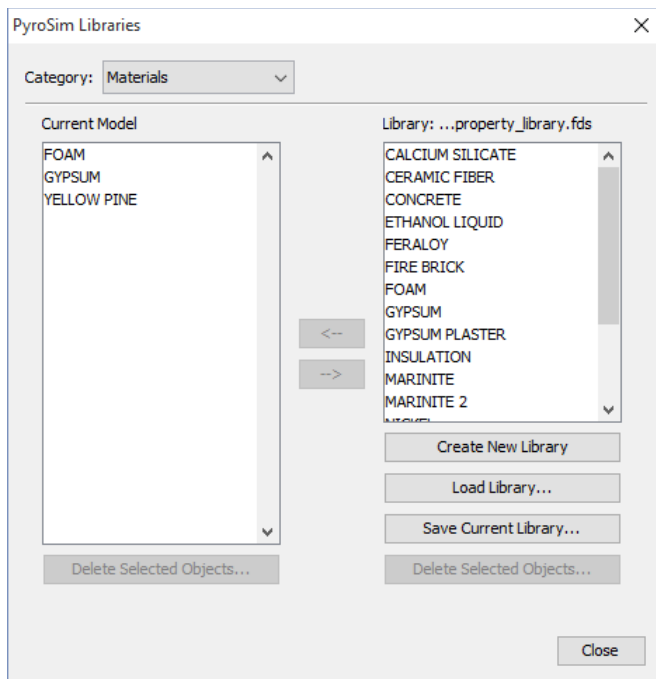 PyroSim Libraries
Category: Materials
Current Model
FOAM
GYPSUM
YELLOW PINE
<--
-->
Delete Selected Objects...
Library: ...property_library.fds
CALCIUM SILICATE
CERAMIC FIBER
CONCRETE
ETHANOL LIQUID
FERALOY
FIRE BRICK
FOAM
GYPSUM
GYPSUM PLASTER
INSULATION
MARINITE
MARINITE 2
Create New Library
Load Library...
Save Current Library...
Delete Selected Objects...
Close